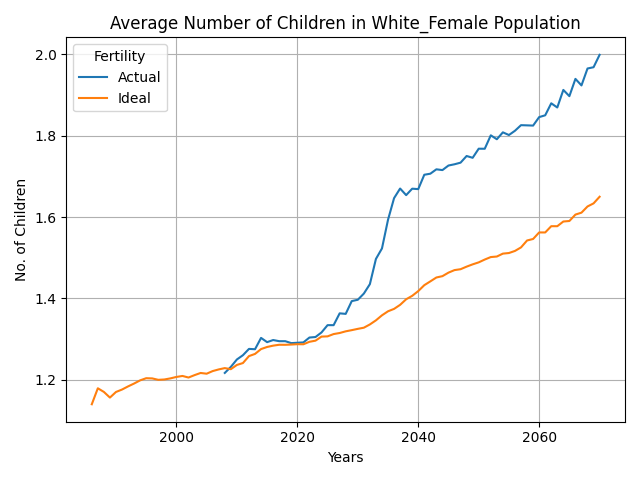 Average Number of Children in White_Female Population
Fertility
Actual
Ideal
No. of Children
2.0
1.8
1.6
1.4
1.2
2000
2020
2040
2060
Years